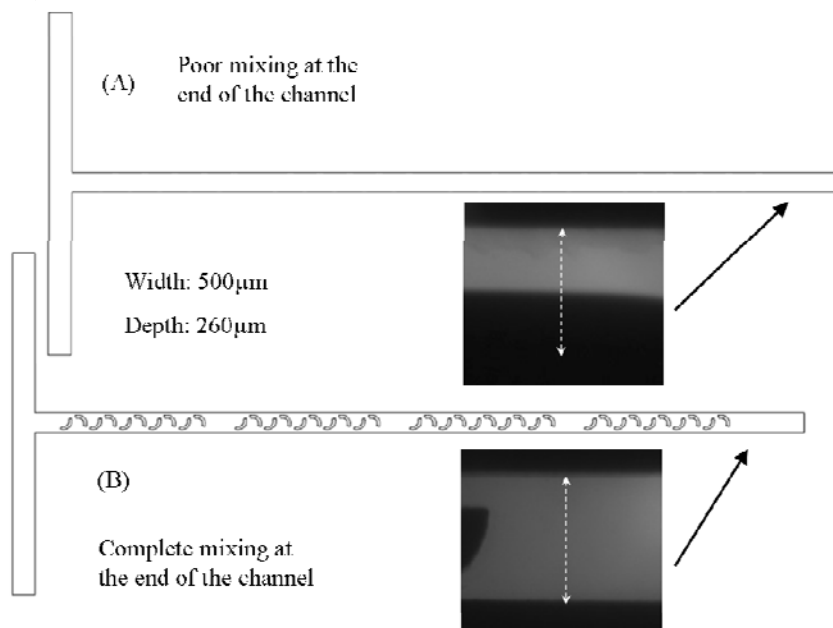 (A)
Poor mixing at the
end of the channel
Width: 500µm
Depth: 260µm
(B)
Complete mixing at
the end of the channel